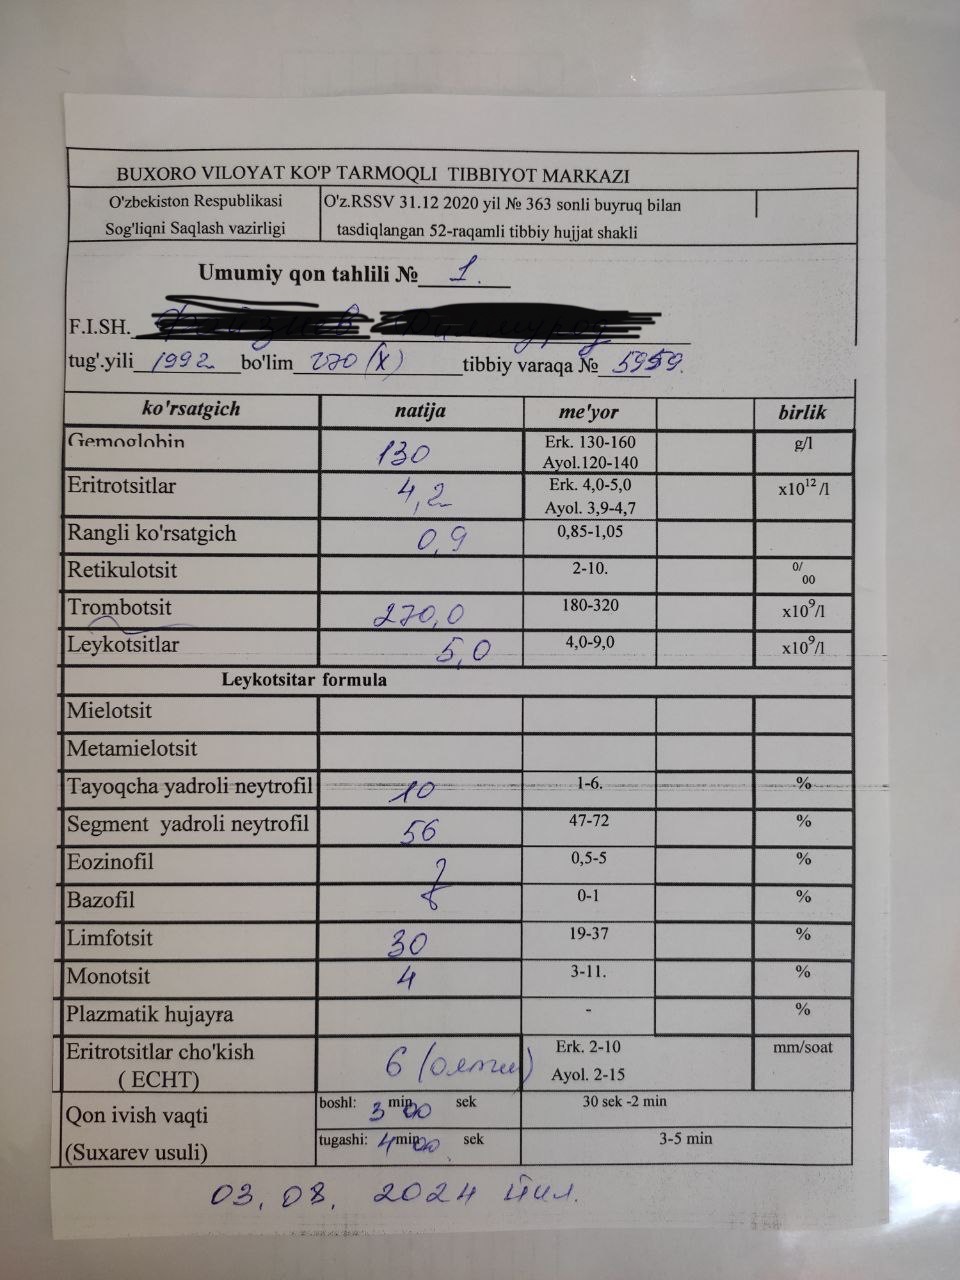 BUXORO VILOYAT KO'P TARMOQLI TIBBIYOT MARKAZI
O'zbekiston Respublikasi O'z.RSSV 31.12 2020 yil № 363 sonli buyruq bilan
Sog'liqni Saqlash vazirligi tasdiqlangan 52-raqamli tibbiy hujjat shakli
Umumiy qon tahlili № 1.
F.I.SH.
tug'.yili 1992 bo'lim 270 (x) tibbiy varaqa № 5959.
ko'rsatgich natija me'yor birlik
Gemoglobin 130 Erk. 130-160 g/l
Ayol.120-140
Eritrotsitlar 4,2 Erk. 4,0-5,0 x10¹² /l
Ayol. 3,9-4,7
Rangli ko'rsatgich 0,9 0,85-1,05
Retikulotsit 2-10. 0/00
Trombotsit 270,0 180-320 x10⁹/l
Leykotsitlar 5,0 4,0-9,0 x10⁹/l
Leykotsitar formula
Mielotsit
Metamielotsit
Tayoqcha yadroli neytrofil 10 1-6. %
Segment yadroli neytrofil 56 47-72 %
Eozinofil 0,5-5 %
Bazofil 0-1 %
Limfotsit 30 19-37 %
Monotsit 4 3-11. %
Plazmatik hujayra - %
Eritrotsitlar cho'kish 6 (олти) Erk. 2-10 mm/soat
( ECHT) Ayol. 2-15
Qon ivish vaqti boshl: 3 min 00 sek 30 sek -2 min
(Suxarev usuli) tugashi: 4 min 00 sek 3-5 min
03, 08, 2024 йил.